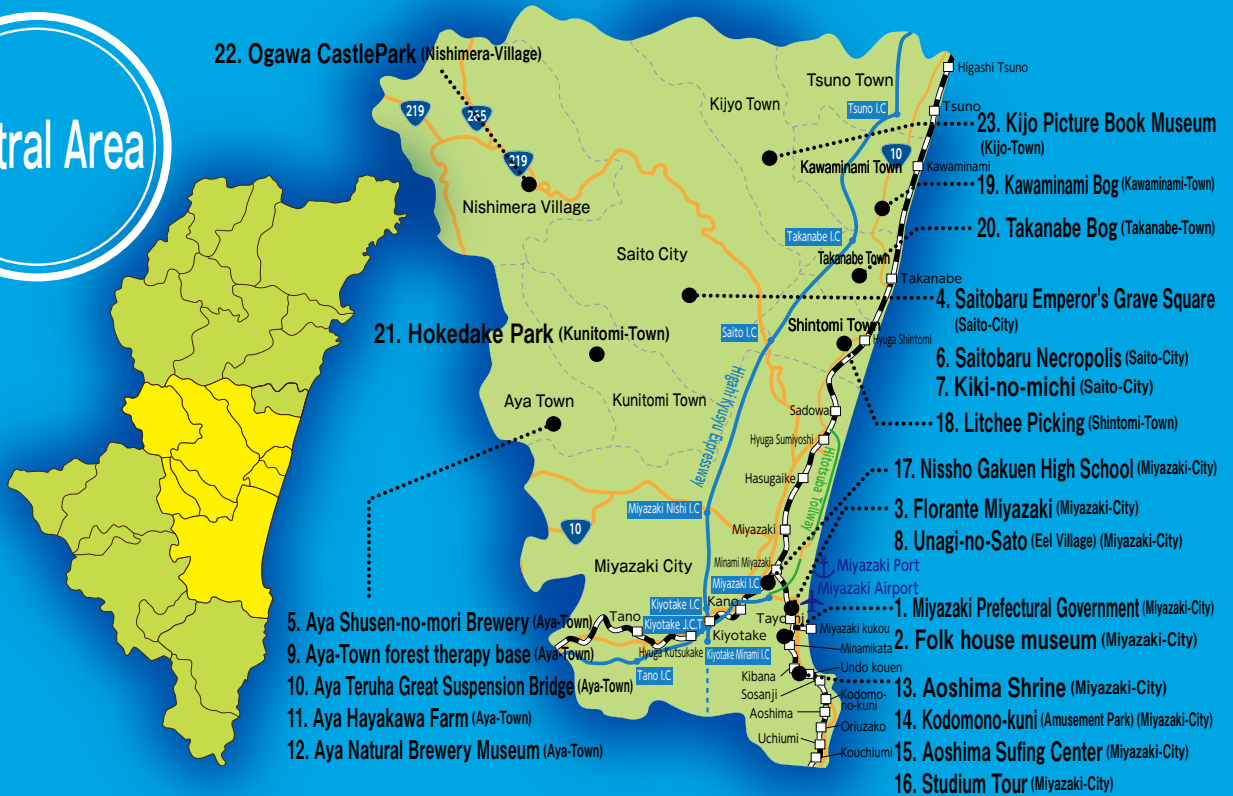 tral Area
22. Ogawa CastlePark (Nishimera-Village)
219
265
219
Nishimera Village
Kijyo Town
Tsuno Town
Tsuno I.C
Higashi Tsuno
Tsuno
23. Kijo Picture Book Museum
(Kijo-Town)
10
Kawaminami Town
Kawaminami
19. Kawaminami Bog (Kawaminami-Town)
20. Takanabe Bog (Takanabe-Town)
Takanabe I.C
Takanabe Town
Takanabe
Saito City
4. Saitobaru Emperor's Grave Square
(Saito-City)
21. Hokedake Park (Kunitomi-Town)
Saito I.C
Shintomi Town
Hyuga Shintomi
6. Saitobaru Necropolis (Saito-City)
7. Kiki-no-michi (Saito-City)
18. Litchee Picking (Shintomi-Town)
Aya Town
Kunitomi Town
Higahi Kyusyu Expressway
Sadowa
Hyuga Sumiyoshi
Hitotsuba Tollway
Hasugaike
17. Nissho Gakuen High School (Miyazaki-City)
3. Florante Miyazaki (Miyazaki-City)
8. Unagi-no-Sato (Eel Village) (Miyazaki-City)
Miyazaki Nishi I.C
10
Miyazaki
Miyazaki City
Minami Miyazaki
Miyazaki Port
Miyazaki I.C
Miyazaki Airport
1. Miyazaki Prefectural Government (Miyazaki-City)
2. Folk house museum (Miyazaki-City)
Kiyotake I.C
Kano
Tano
Kiyotake J.C.T
Kiyotake
Miyazaki kukou
Minamikata
Hyuga Kutsukake
Kiyotake Minami I.C
Tano I.C
Kibana
Undo kouen
Sosanji
Kodomo-
no-kuni
Aoshima
Oriuzako
Uchiumi
Kouchiumi
13. Aoshima Shrine (Miyazaki-City)
14. Kodomono-kuni (Amusement Park) (Miyazaki-City)
15. Aoshima Sufing Center (Miyazaki-City)
16. Studium Tour (Miyazaki-City)
5. Aya Shusen-no-mori Brewery (Aya-Town)
9. Aya-Town forest therapy base (Aya-Town)
10. Aya Teruha Great Suspension Bridge (Aya-Town)
11. Aya Hayakawa Farm (Aya-Town)
12. Aya Natural Brewery Museum (Aya-Town)